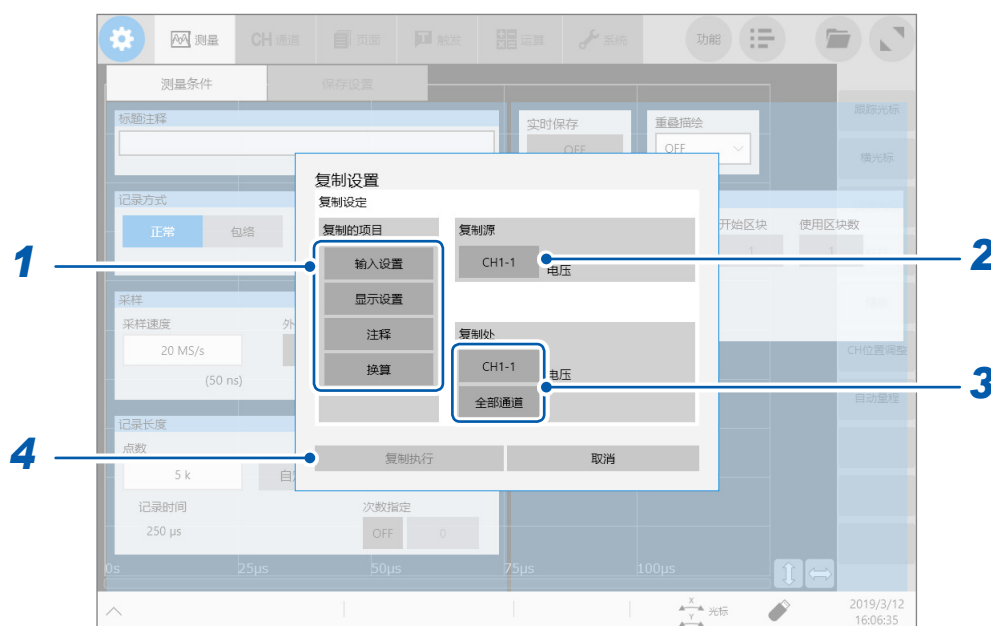 测量
CH 通道
页面
触发
运算
系统
功能
测量条件
保存设置
标题注释
实时保存
OFF
重叠描绘
OFF
跟踪光标
横光标
记录方式
正常
包络
开始区块
使用区块数
1
1
采样
采样速度
外
20 MS/s
(50 ns)
CH位置调整
自动量程
记录长度
点数
5 k
自
记录时间
250 µs
次数指定
OFF
0
复制设置
复制设定
复制的项目
复制源
输入设置
CH1-1
电压
显示设置
注释
换算
复制处
CH1-1
电压
全部通道
复制执行
取消
1
2
3
4
0s
25µs
50µs
75µs
100µs
X
Y
光标
2019/3/12
16:06:35